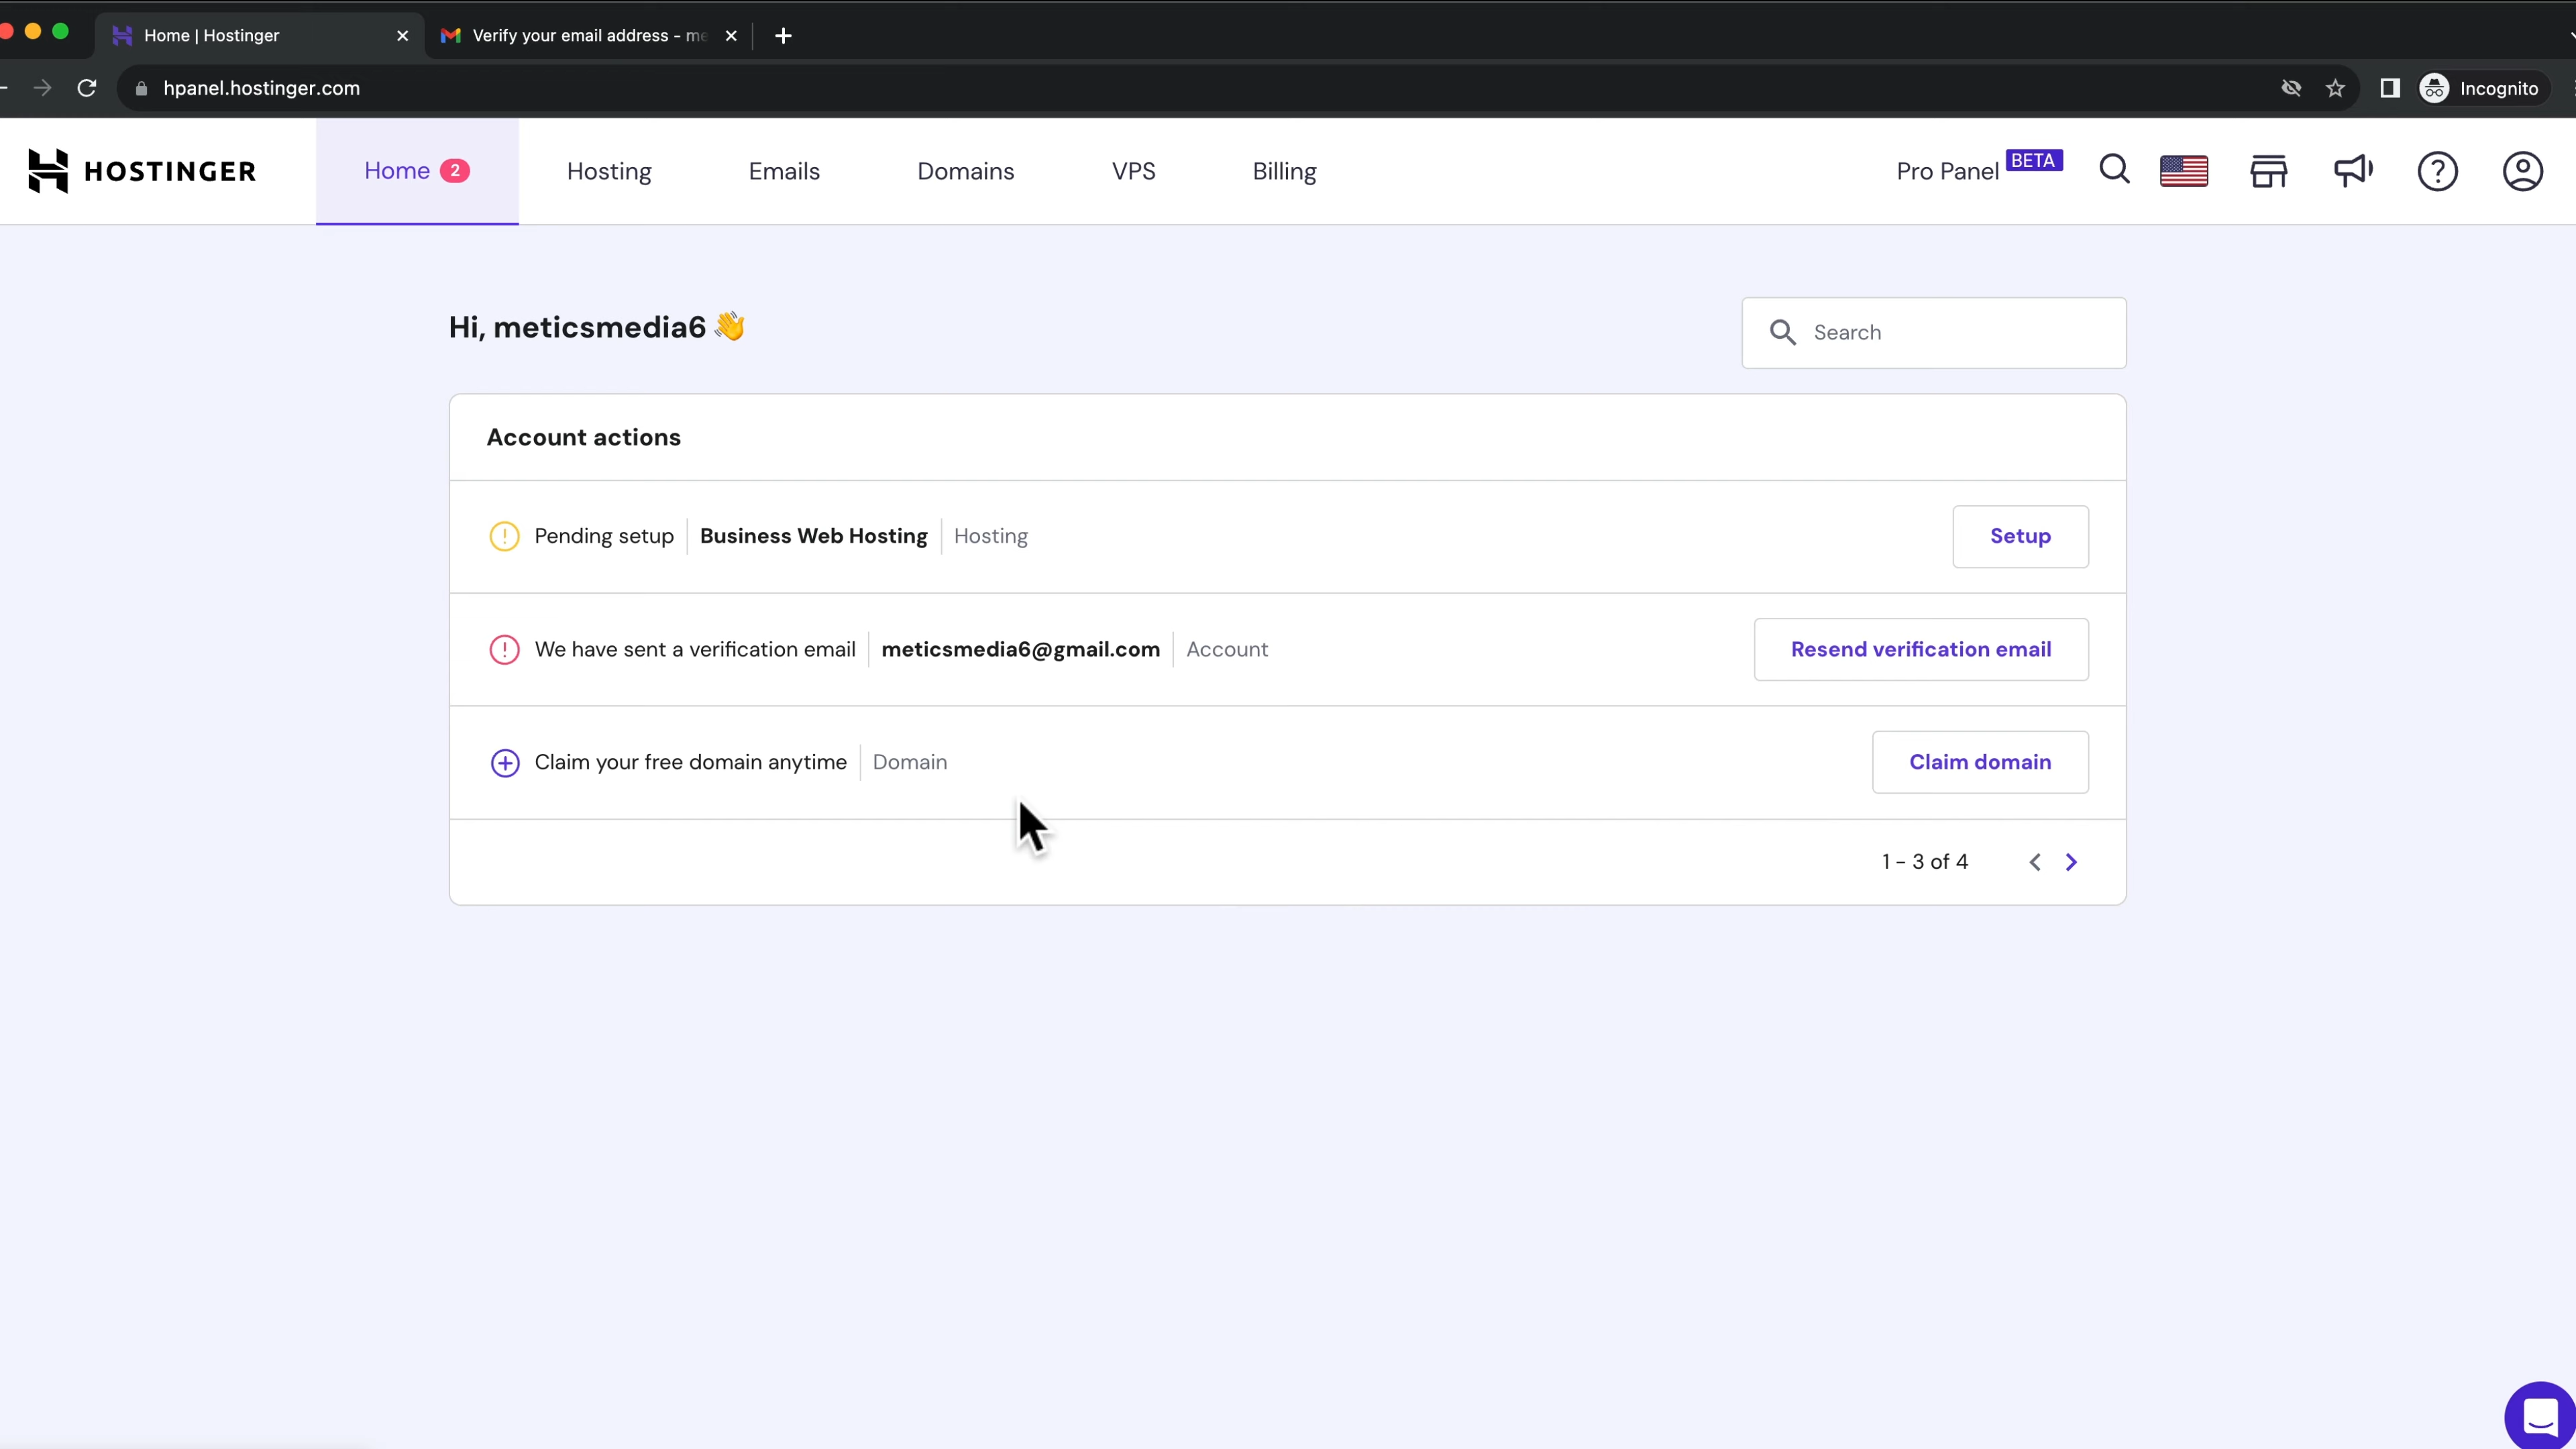 Home | Hostinger
Verify your email address - me
hpanel.hostinger.com
Incognito
HOSTINGER
Home 2
Hosting
Emails
Domains
VPS
Billing
Pro Panel BETA
Hi, meticsmedia6 👋
Search
Account actions
Pending setup Business Web Hosting Hosting
Setup
We have sent a verification email meticsmedia6@gmail.com Account
Resend verification email
Claim your free domain anytime Domain
Claim domain
1 - 3 of 4